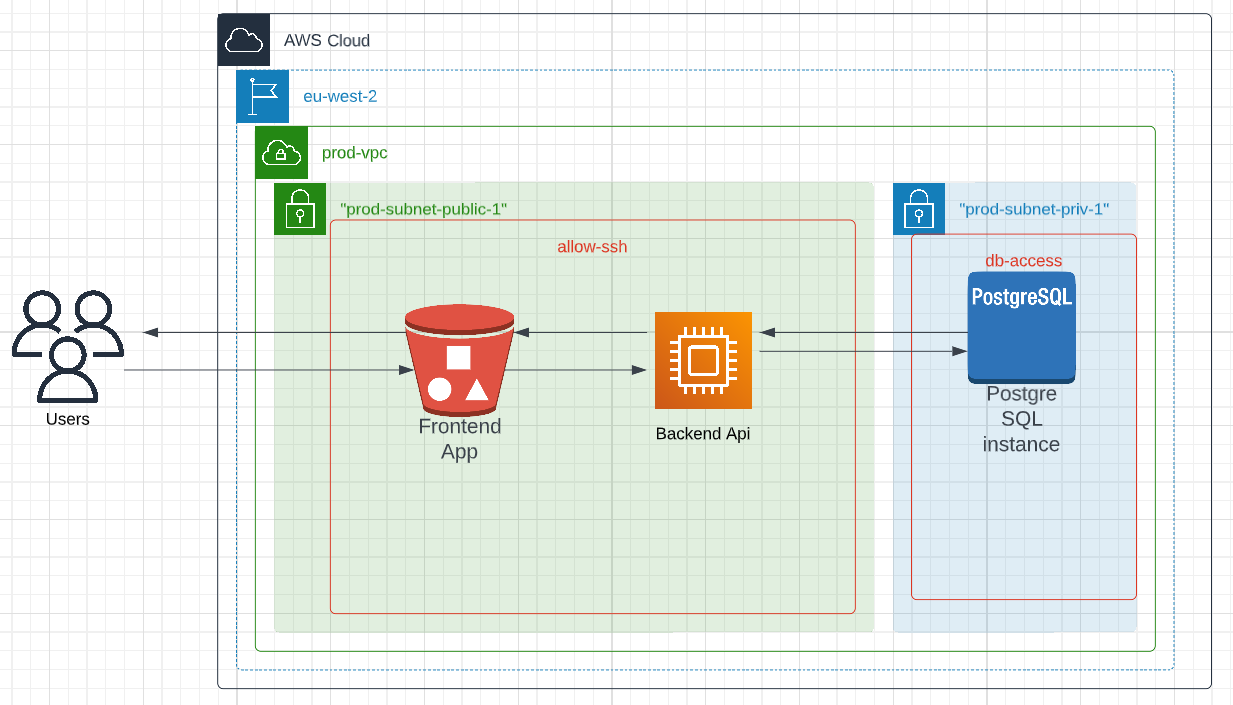 AWS Cloud
eu-west-2
prod-vpc
"prod-subnet-public-1"
"prod-subnet-priv-1"
allow-ssh
db-access
PostgreSQL
Users
Frontend
App
Backend Api
Postgre
SQL
instance